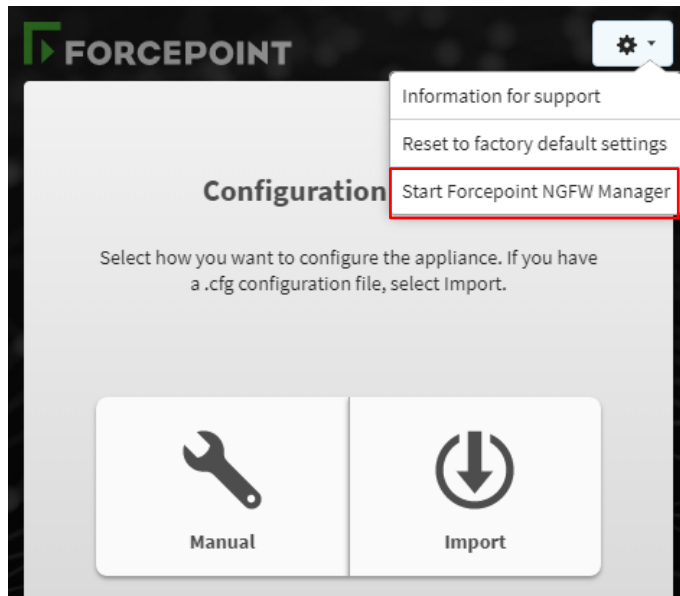 FORCEPOINT
Information for support
Reset to factory default settings
Start Forcepoint NGFW Manager
Configuration
Select how you want to configure the appliance. If you have
a .cfg configuration file, select Import.
Manual
Import